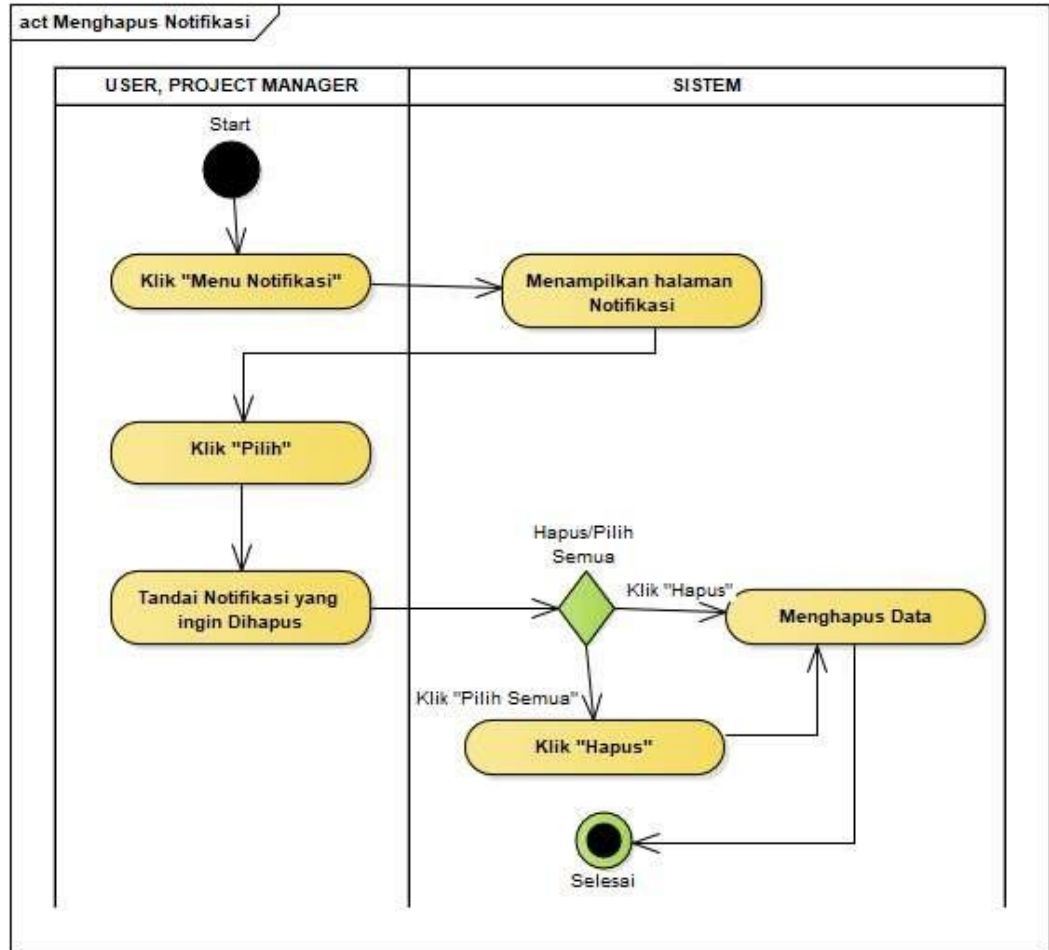 act Menghapus Notifikasi
USER, PROJECT MANAGER
SISTEM
Start
Klik "Menu Notifikasi"
Menampilkan halaman
Notifikasi
Klik "Pilih"
Hapus/Pilih
Semua
Klik "Hapus"
Tandai Notifikasi yang
ingin Dihapus
Menghapus Data
Klik "Pilih Semua"
Klik "Hapus"
Selesai